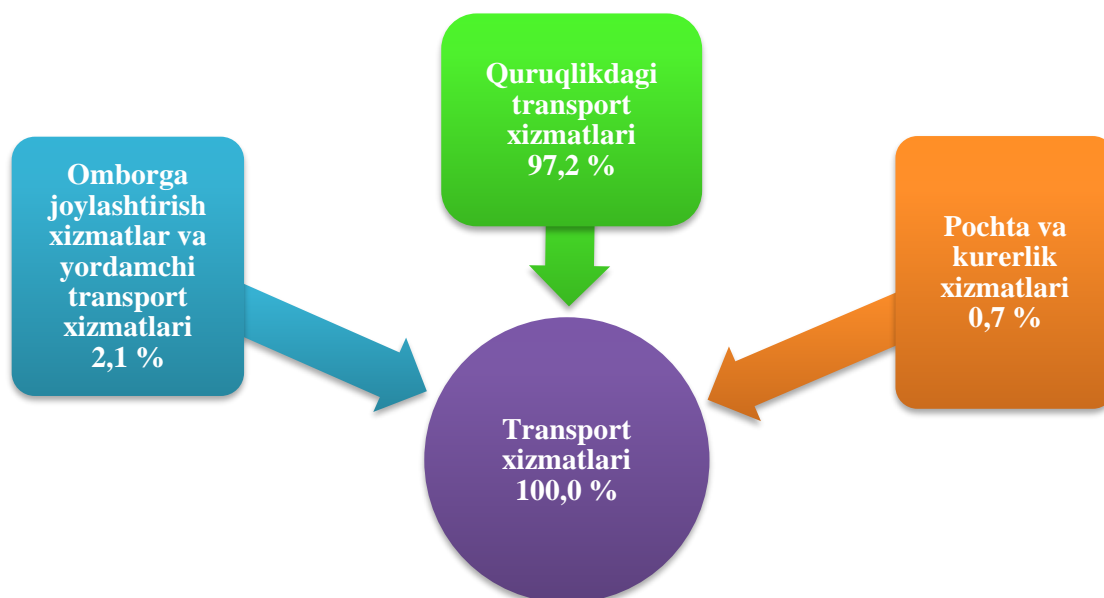 Quruqlikdagi
transport
xizmatlari
97,2 %
Omborga
joylashtirish
xizmatlar va
yordamchi
transport
xizmatlari
2,1 %
Pochta va
kurerlik
xizmatlari
0,7 %
Transport
xizmatlari
100,0 %